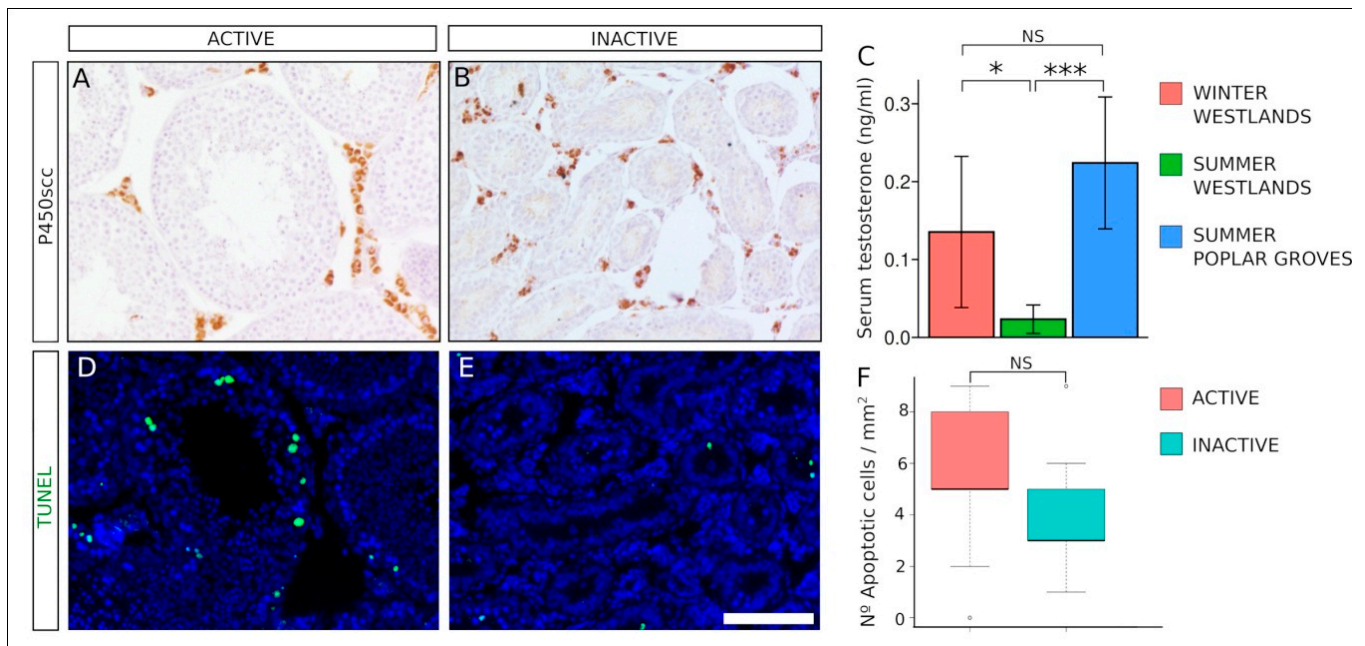 ACTIVE
INACTIVE
P450scc
A
B
C
NS
*
***
Serum testosterone (ng/ml)
0.3
0.2
0.1
0.0
WINTER
WESTLANDS
SUMMER
WESTLANDS
SUMMER
POPLAR GROVES
TUNEL
D
E
F
NS
Nº Apoptic cells / mm²
8
6
4
2
0
ACTIVE
INACTIVE